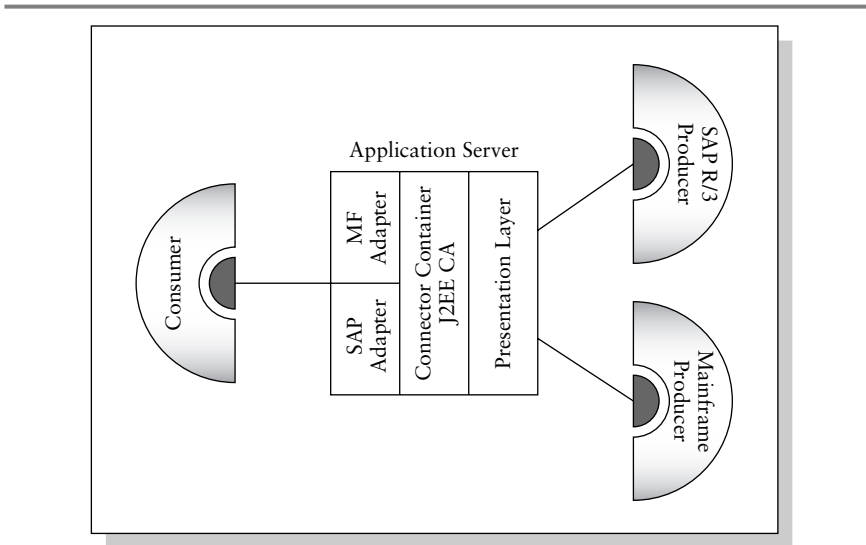 Application Server
Consumer
MF
Adapter
SAP
Adapter
Connector Container
J2EE CA
Presentation Layer
SAP R/3
Producer
Mainframe
Producer